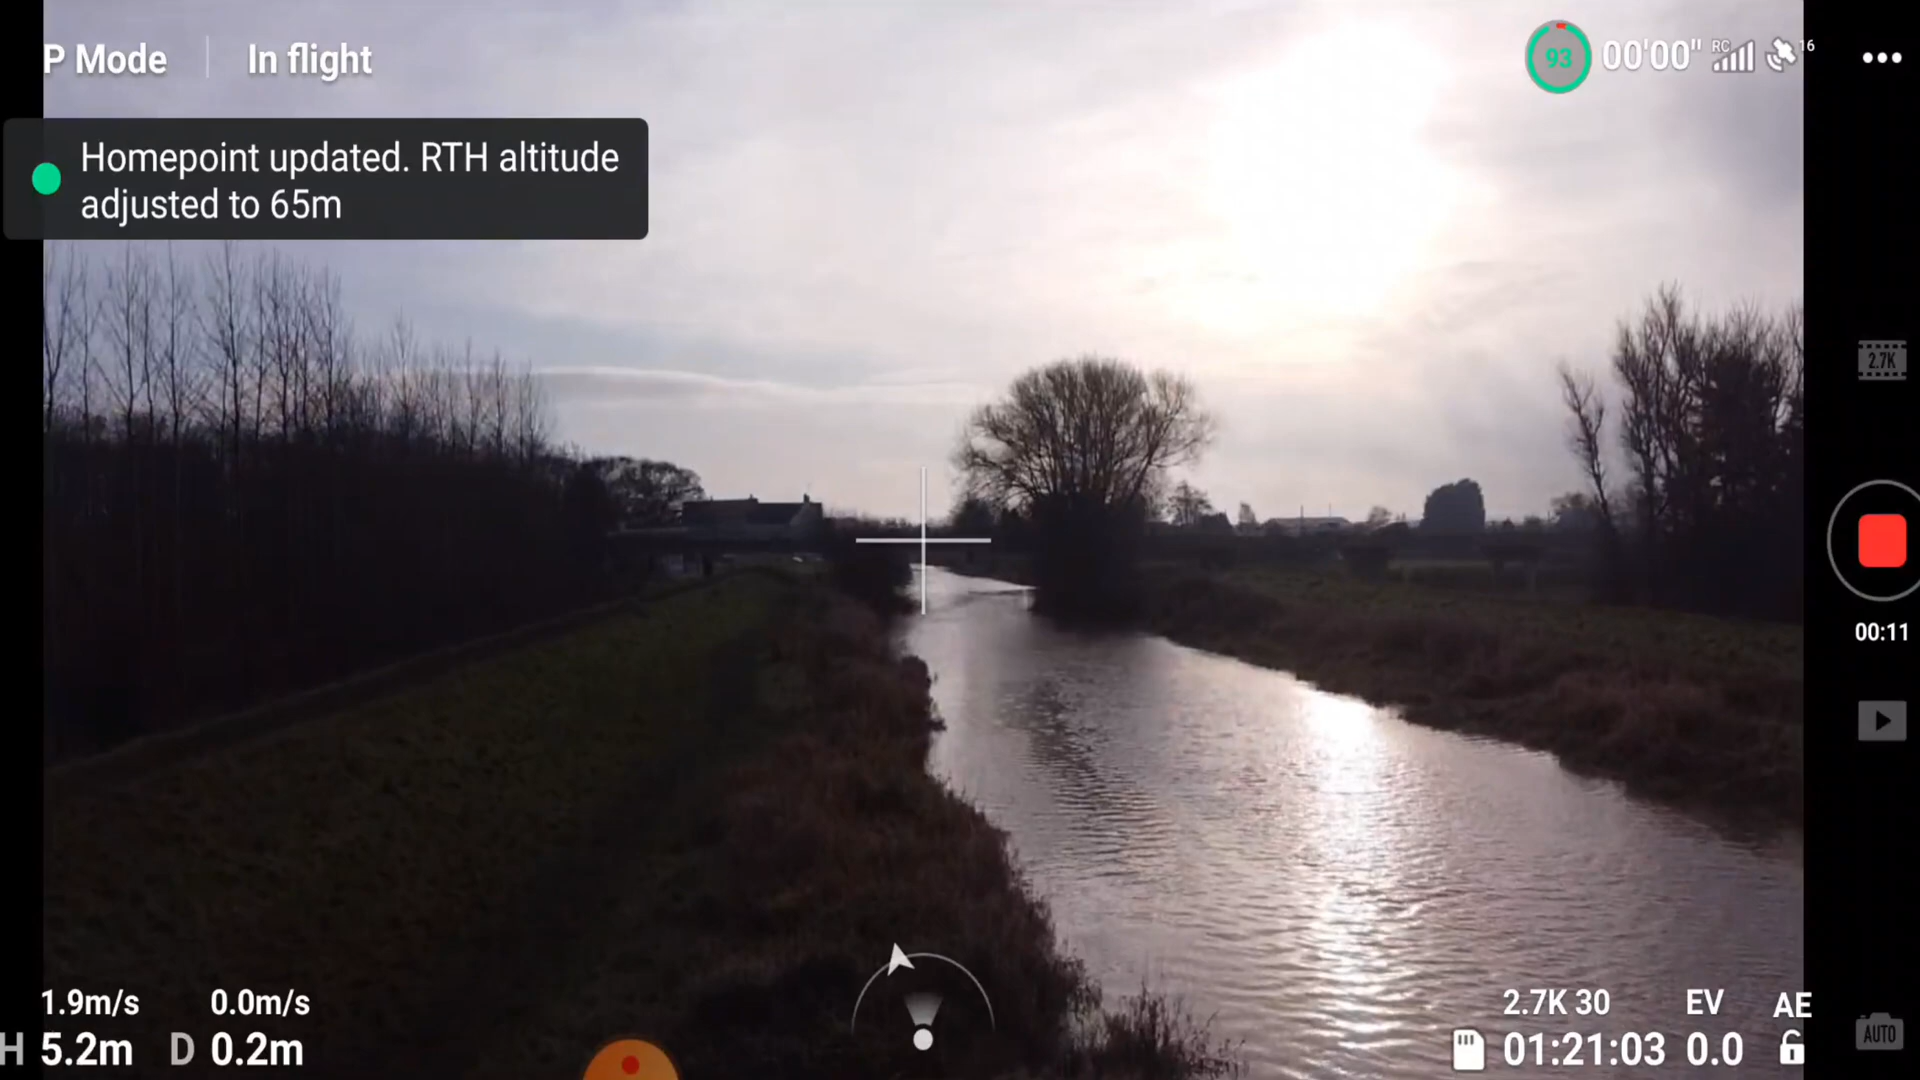 P Mode In flight
93 00'00" RC 16
Homepoint updated. RTH altitude
adjusted to 65m
2.7K
00:11
1.9m/s 0.0m/s
H 5.2m D 0.2m
2.7K 30 EV AE
01:21:03 0.0
AUTO